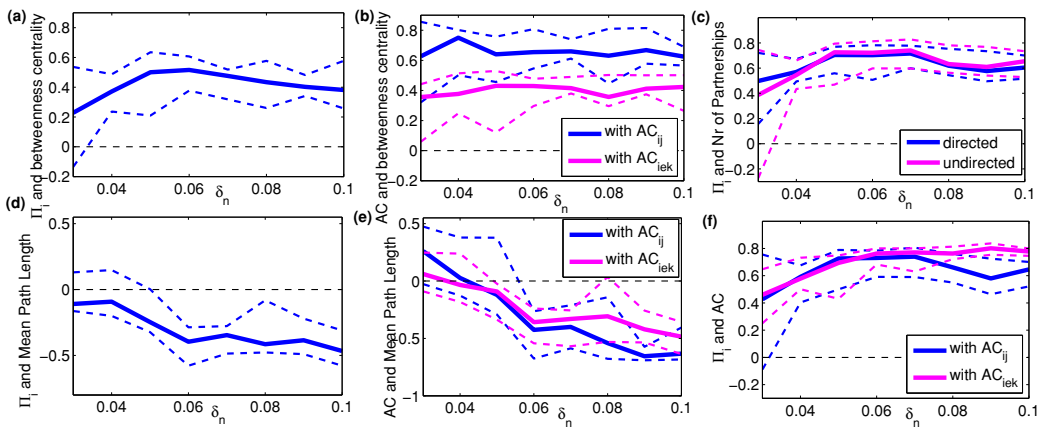 (a)
Π_i and betweenness centrality
0.8
0.6
0.4
0.2
0
−0.2
0.04 0.06 0.08 0.1
δ_n
(b)
AC and betweenness centrality
0.8
0.6
0.4
0.2
0
−0.2
0.04 0.06 0.08 0.1
δ_n
with AC_ij
with AC_iek
(c)
Π_i and Nr of Partnerships
0.8
0.6
0.4
0.2
0
−0.2
0.04 0.06 0.08 0.1
δ_n
directed
undirected
(d)
Π_i and Mean Path Length
0.5
0
−0.5
0.04 0.06 0.08 0.1
δ_n
(e)
AC and Mean Path Length
0.5
0
−0.5
−1
0.04 0.06 0.08 0.1
δ_n
with AC_ij
with AC_iek
(f)
Π_i and AC
0.8
0.6
0.4
0.2
0
−0.2
0.04 0.06 0.08 0.1
δ_n
with AC_ij
with AC_iek